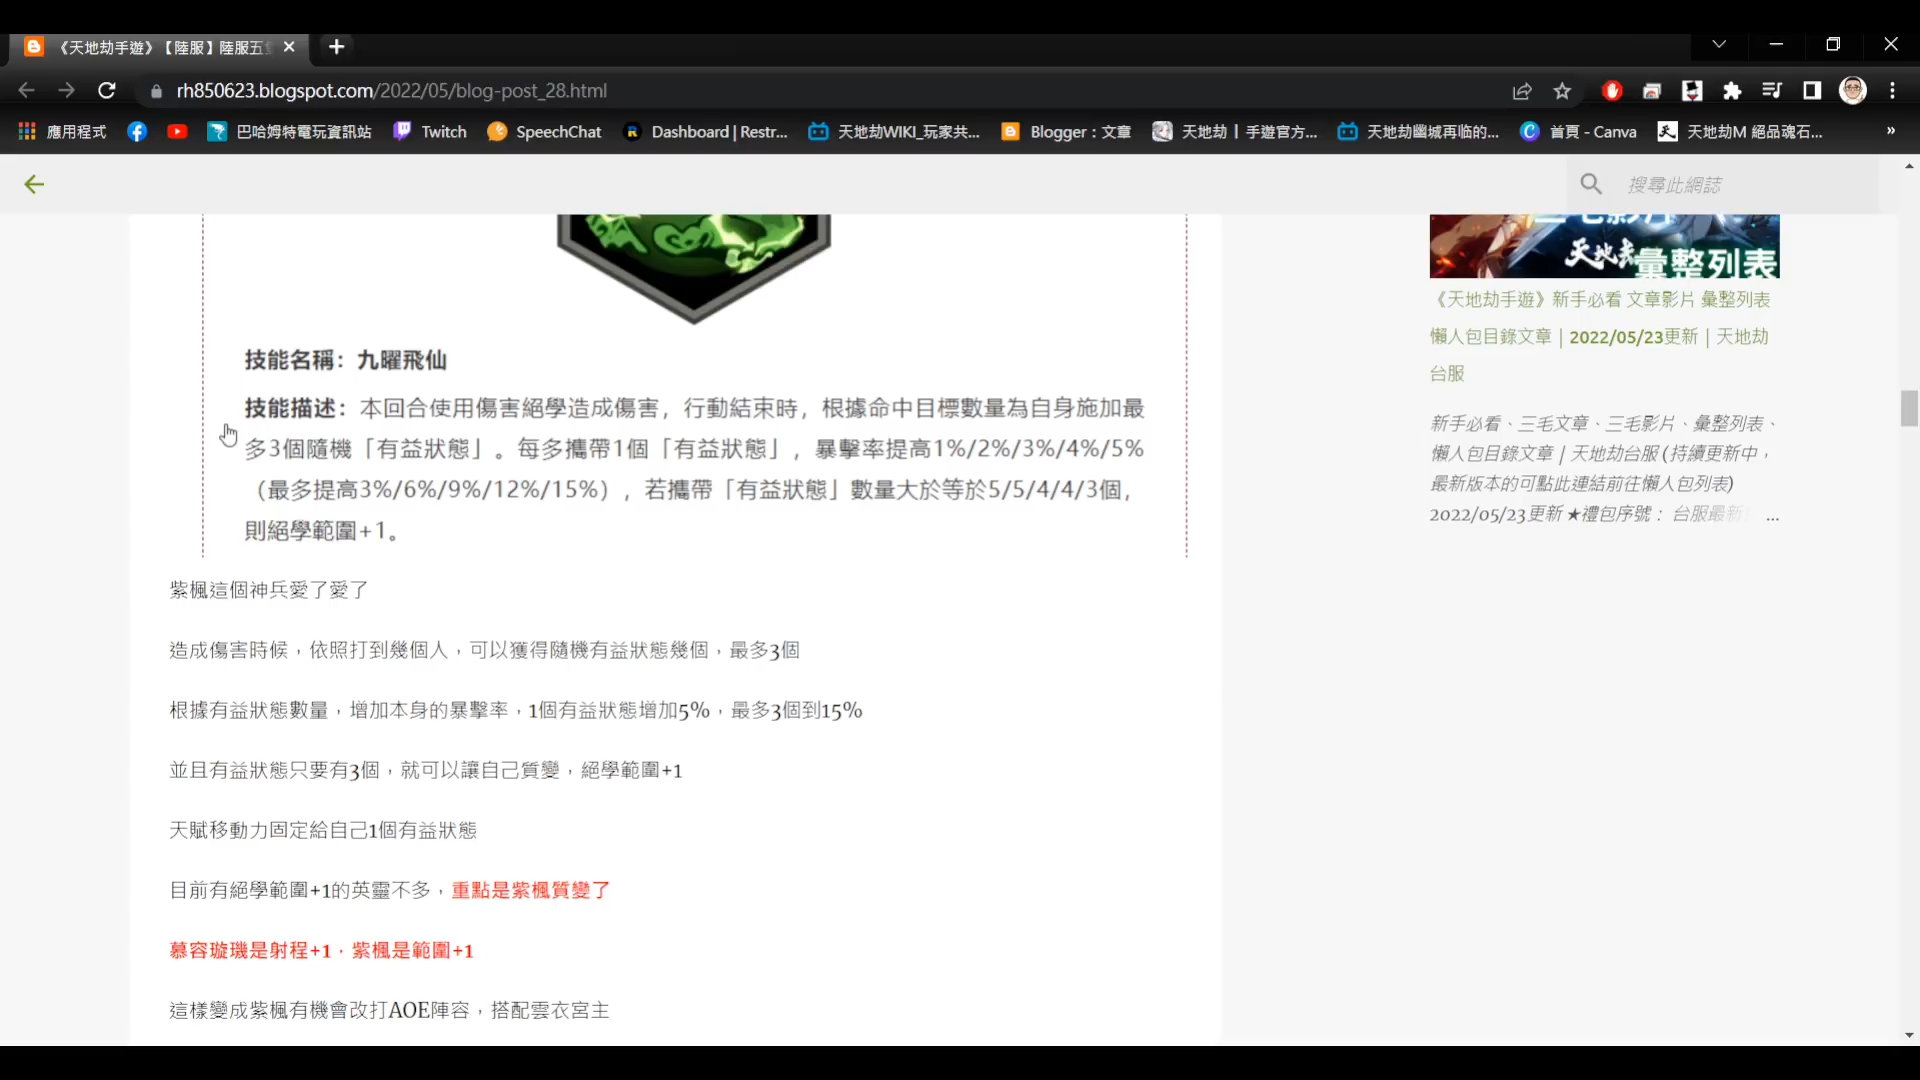 《天地劫手遊》【陸服】陸服五
rh850623.blogspot.com/2022/05/blog-post_28.html
應用程式
巴哈姆特電玩資訊站
Twitch
SpeechChat
Dashboard | Restr...
天地劫WIKI_玩家共...
Blogger：文章
天地劫丨手遊官方...
天地劫幽城再临的...
首頁 - Canva
天地劫M 絕品魂石...
»
搜尋此網誌
技能名稱：九曜飛仙
技能描述：本回合使用傷害絕學造成傷害，行動結束時，根據命中目標數量為自身施加最
多3個隨機「有益狀態」。每多攜帶1個「有益狀態」，暴擊率提高1%/2%/3%/4%/5%
（最多提高3%/6%/9%/12%/15%），若攜帶「有益狀態」數量大於等於5/5/4/4/3個，
則絕學範圍+1。
紫楓這個神兵愛了愛了
造成傷害時候，依照打到幾個人，可以獲得隨機有益狀態幾個，最多3個
根據有益狀態數量，增加本身的暴擊率，1個有益狀態增加5%，最多3個到15%
並且有益狀態只要有3個，就可以讓自己質變，絕學範圍+1
天賦移動力固定給自己1個有益狀態
目前有絕學範圍+1的英靈不多，重點是紫楓質變了
慕容璇璣是射程+1，紫楓是範圍+1
這樣變成紫楓有機會改打AOE陣容，搭配雲衣宮主
天地劫
彙整列表
《天地劫手遊》新手必看 文章影片 彙整列表
懶人包目錄文章 | 2022/05/23更新 | 天地劫
台服
新手必看、三毛文章、三毛影片、彙整列表、
懶人包目錄文章 | 天地劫台服 (持續更新中，
最新版本的可點此連結前往懶人包列表)
2022/05/23更新 ★禮包序號： 台服最新 ...